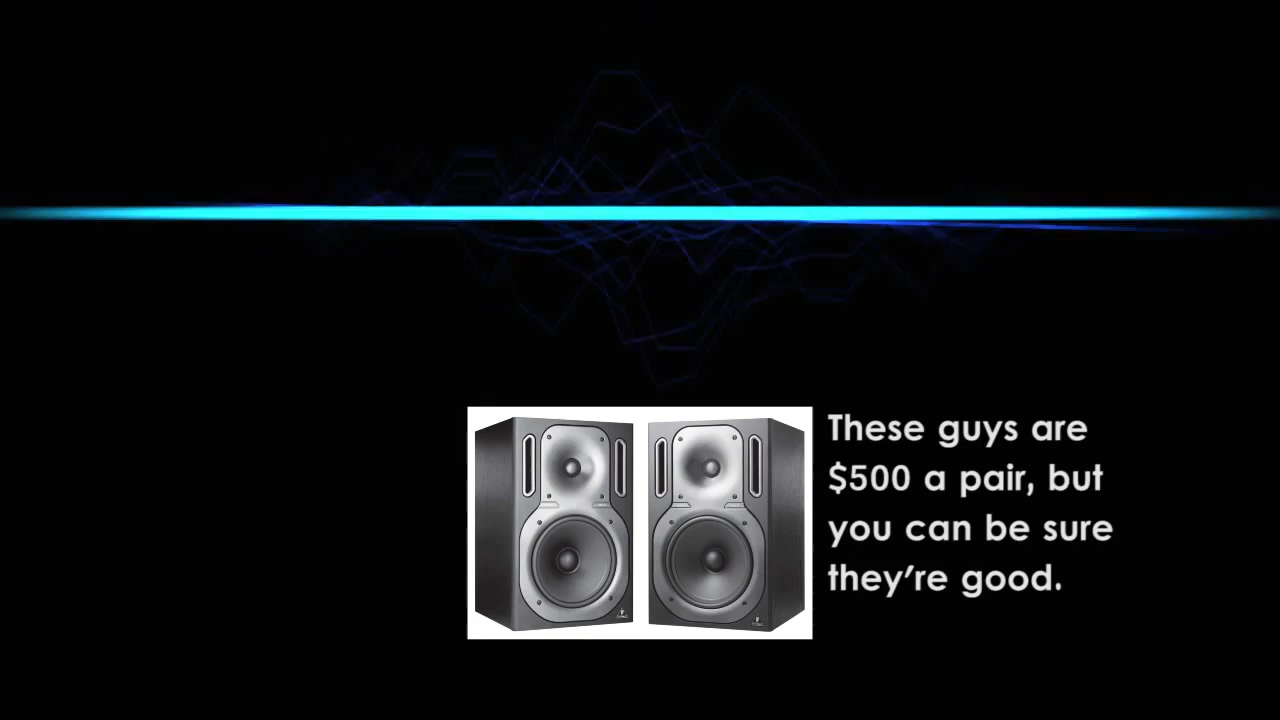 These guys are
$500 a pair, but
you can be sure
they're good.